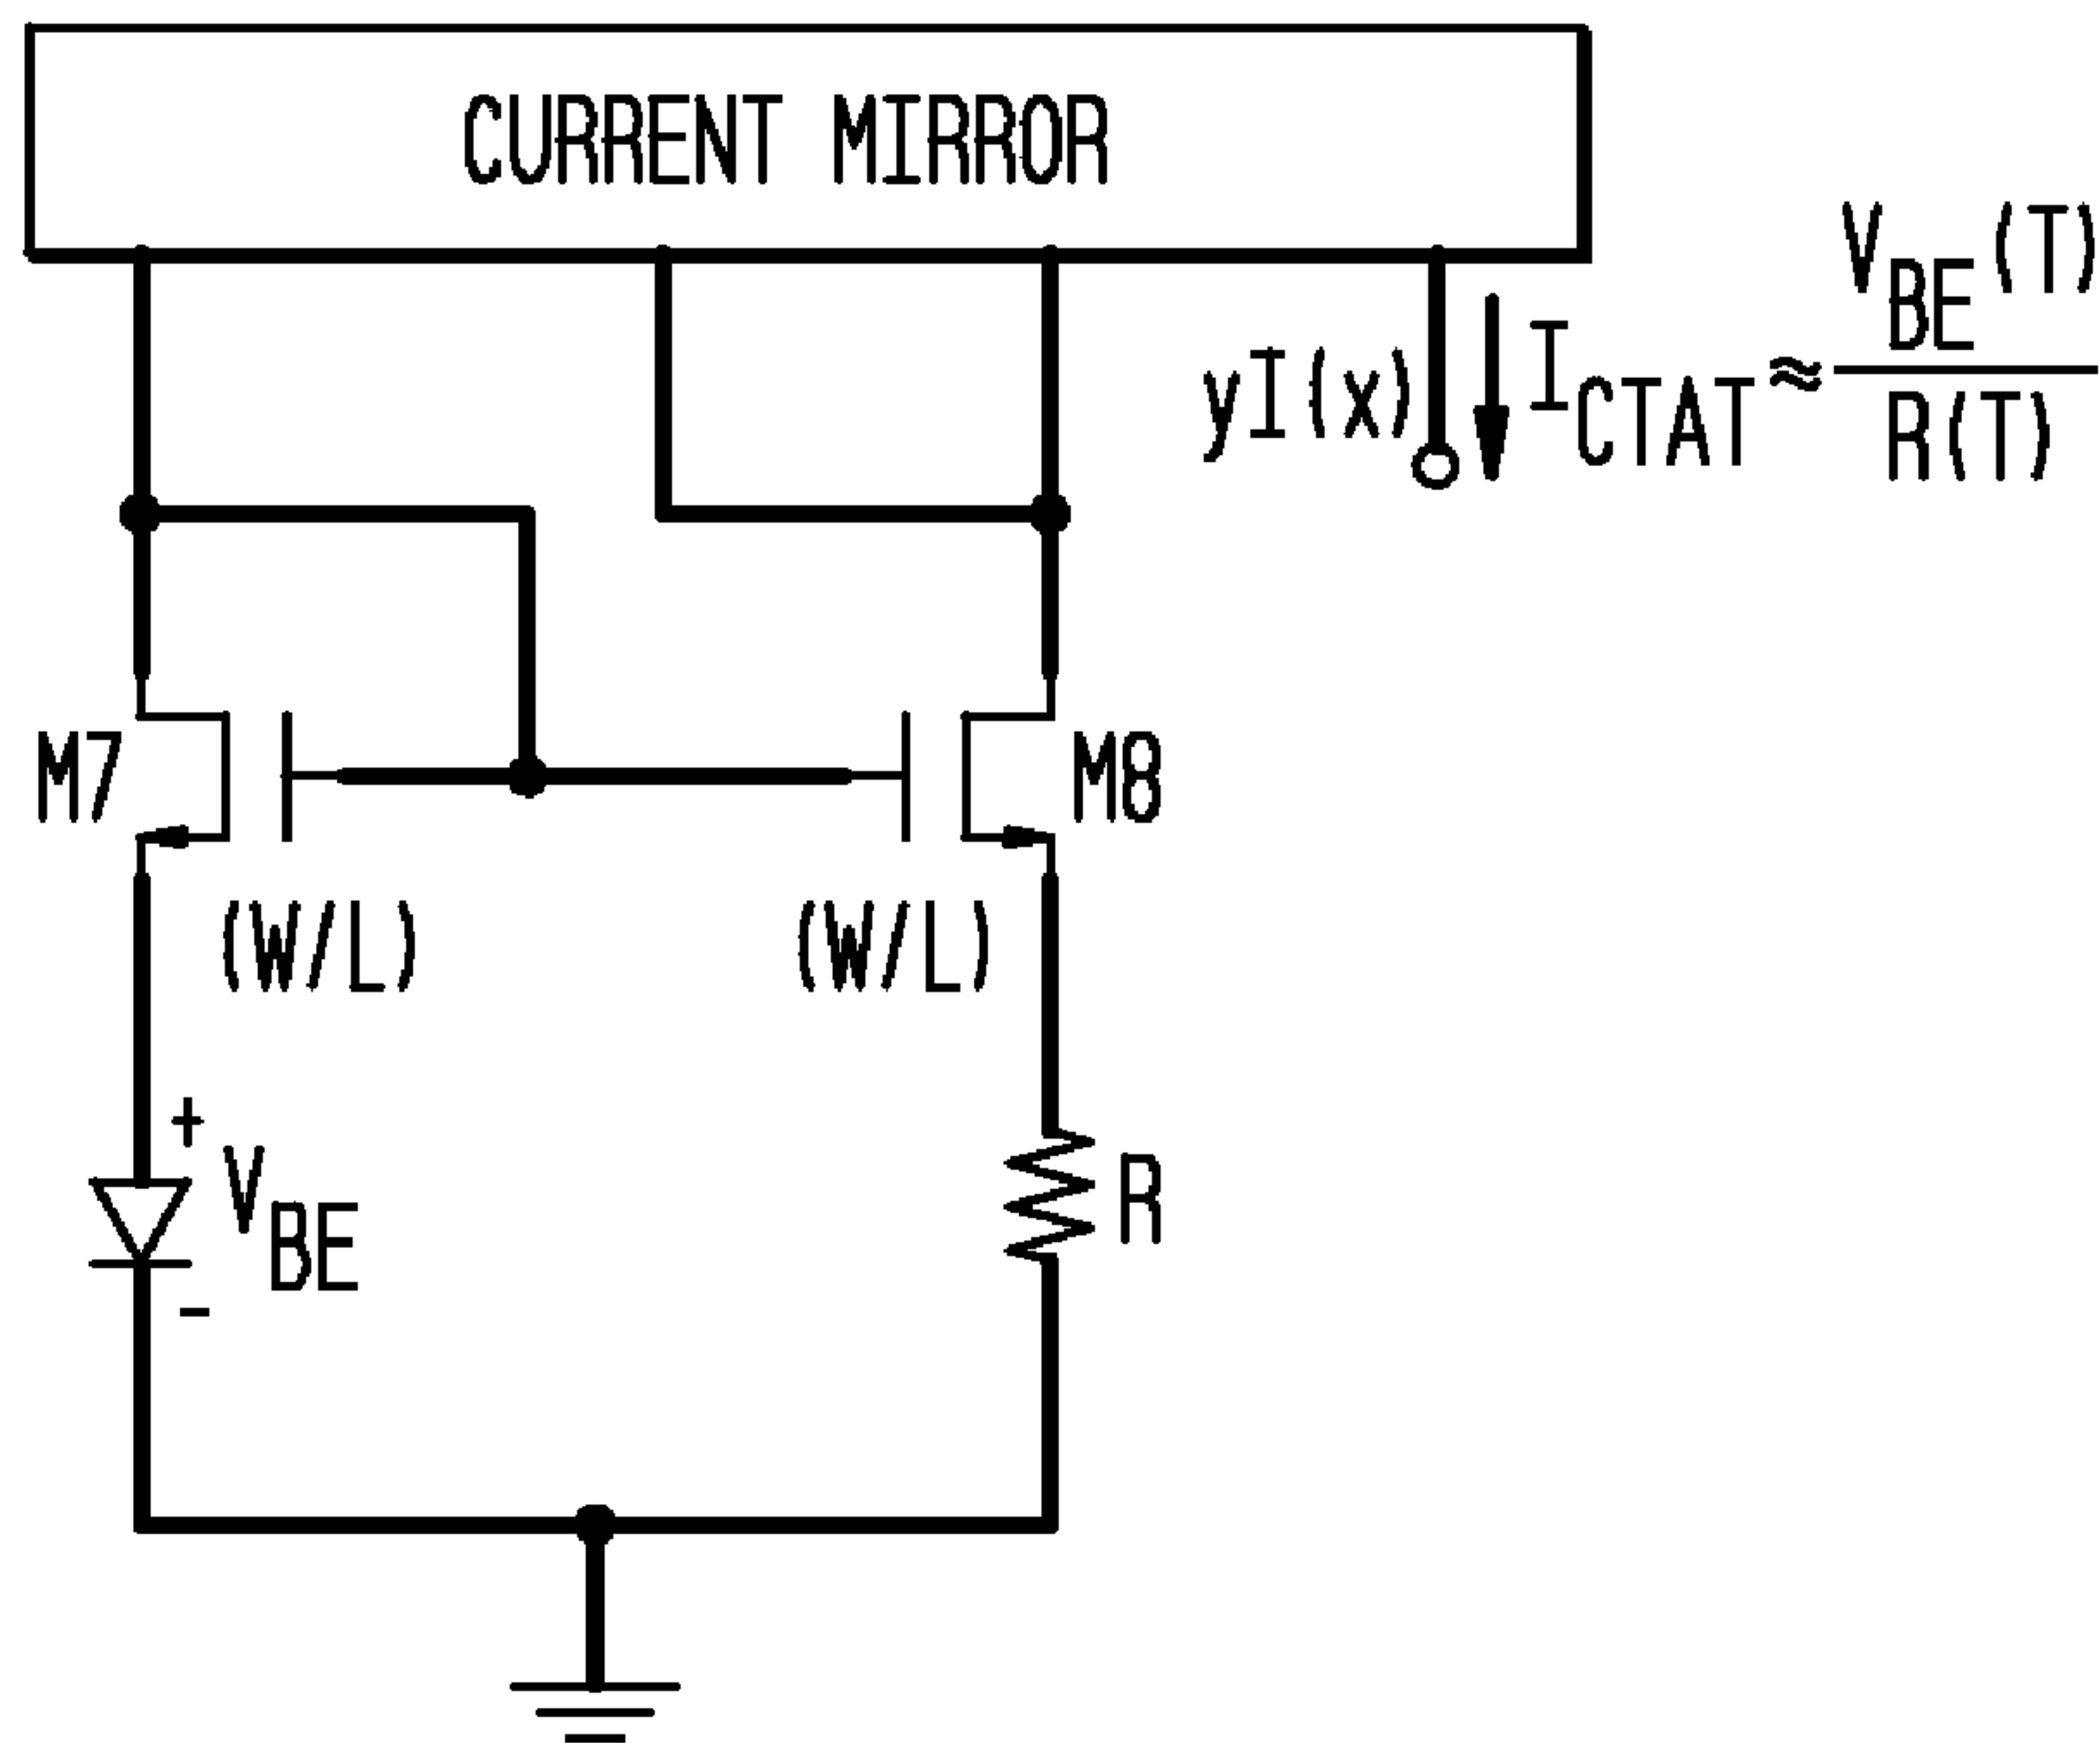 CURRENT MIRROR
yI(x)
I_CTAT ≈ V_BE(T) / R(T)
M7
M8
(W/L)
(W/L)
+
V_BE
-
R